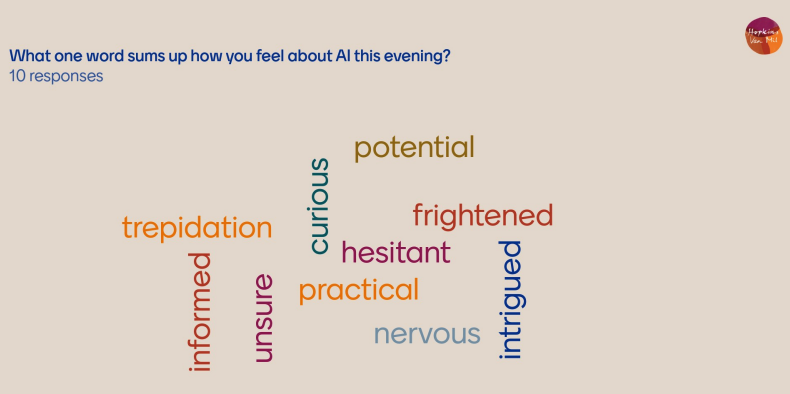 Hopkins
Van Mil
What one word sums up how you feel about AI this evening?
10 responses
potential
curious
trepidation
frightened
hesitant
informed
unsure
practical
intrigued
nervous